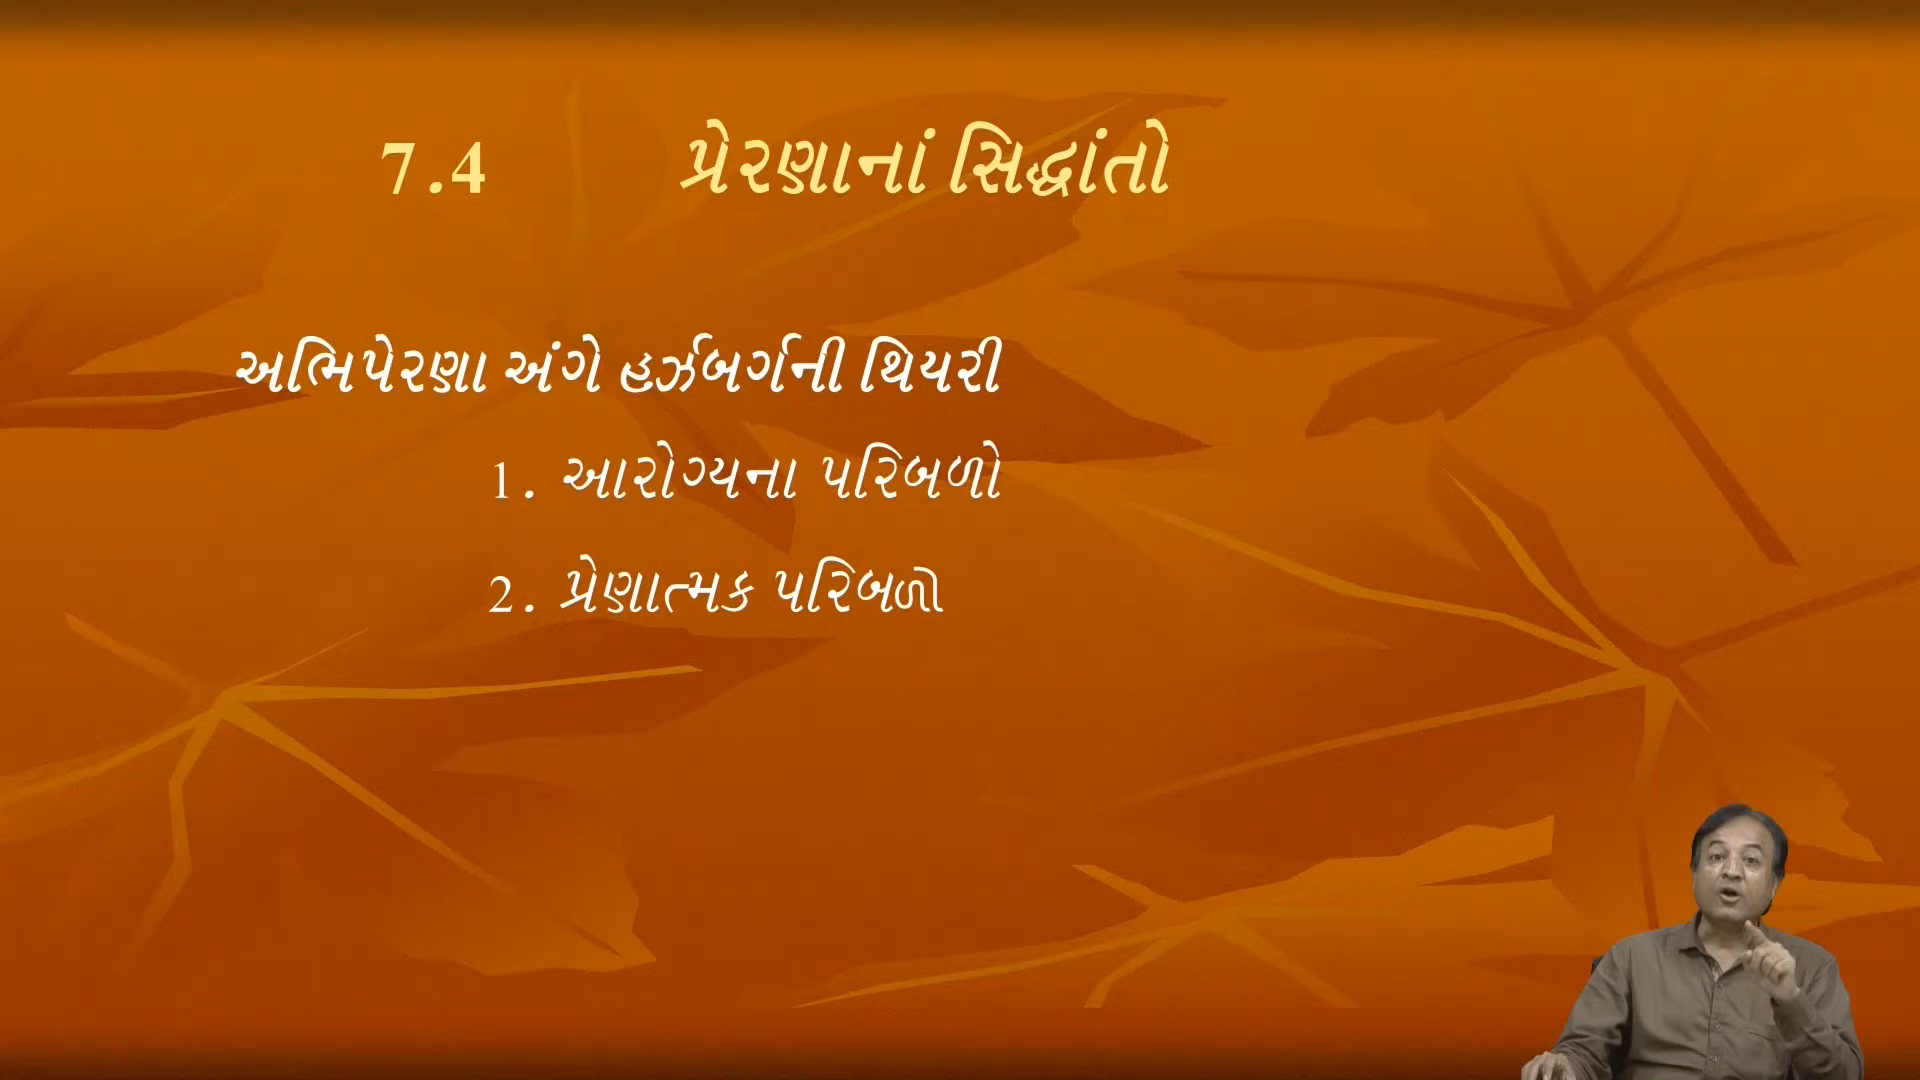 7.4 પ્રેરણાનાં સિદ્ધાંતો
અભિપેરણા અંગે હર્ઝબર્ગની થિયરી
1. આરોગ્યના પરિબળો
2. પ્રેણાત્મક પરિબળો